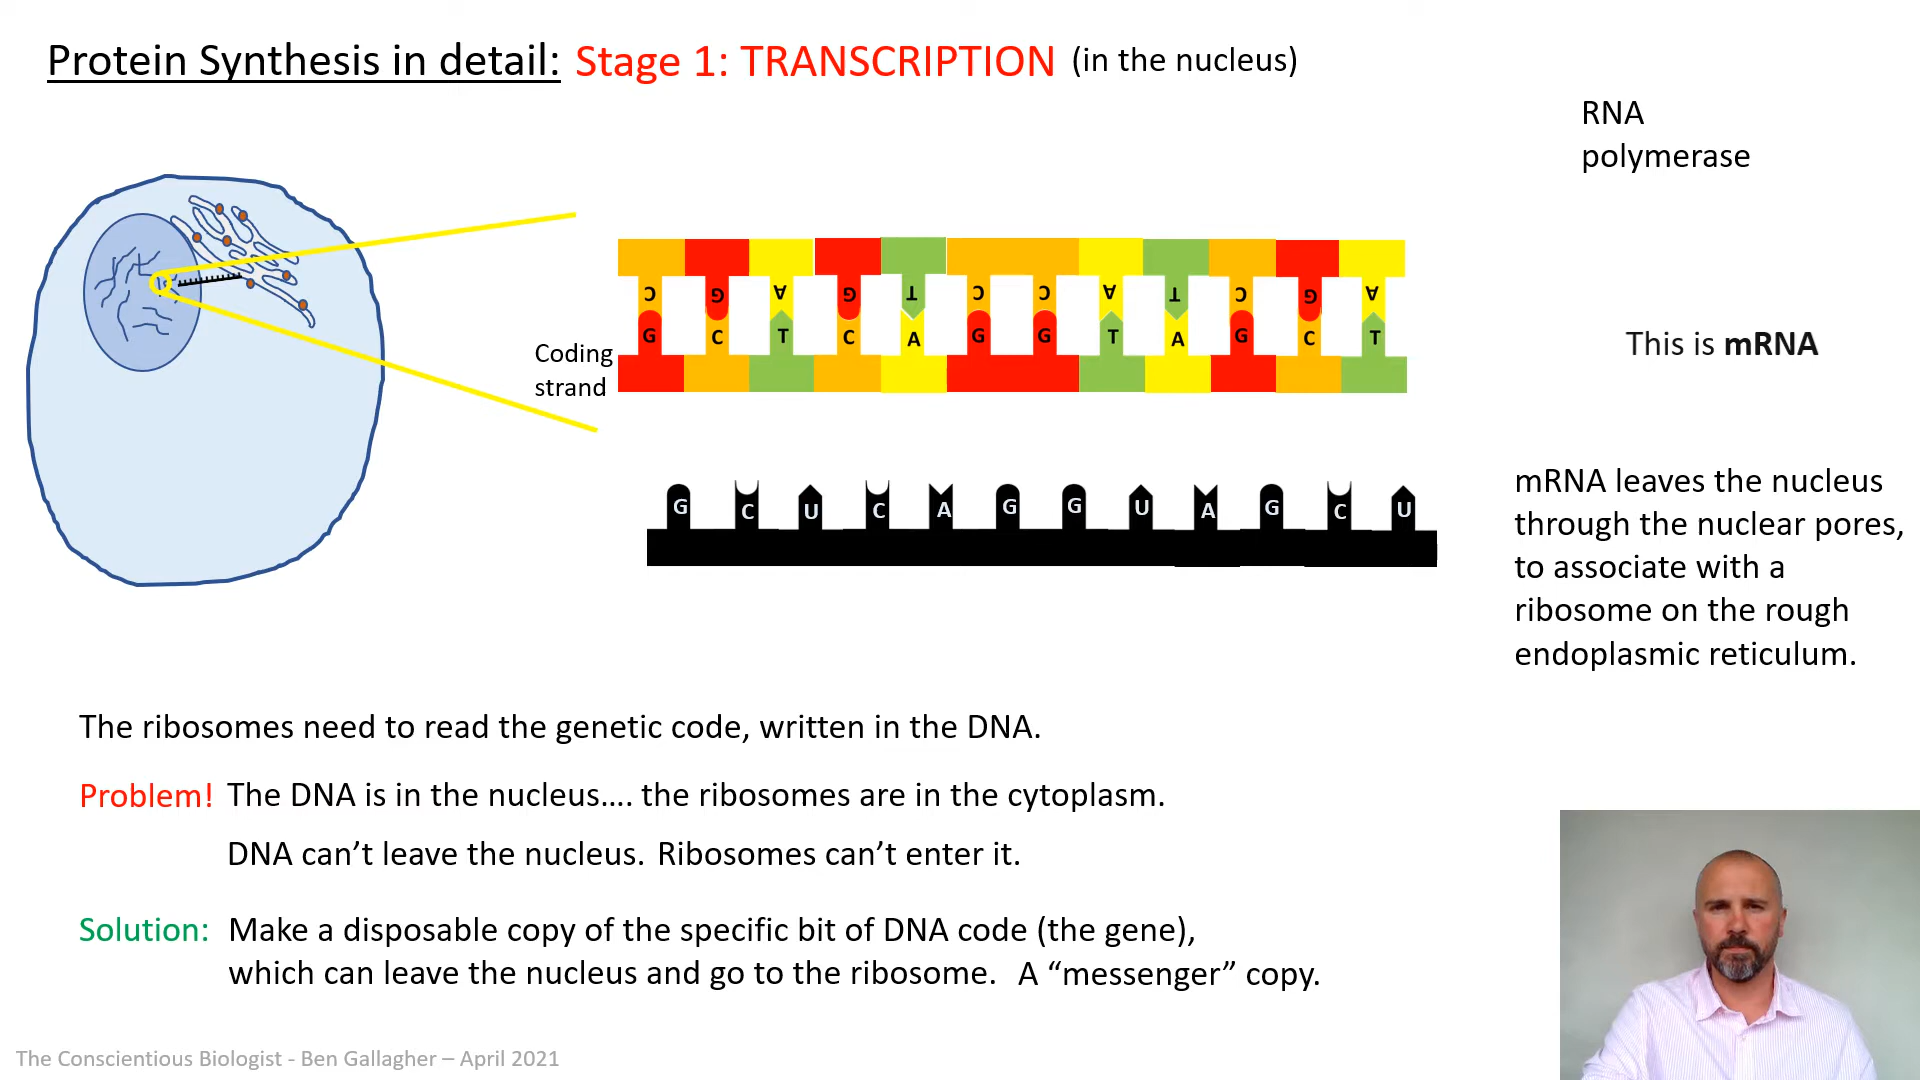 Protein Synthesis in detail: Stage 1: TRANSCRIPTION (in the nucleus)
RNA
polymerase
C G A G T C C A T C G A
G C T C A G G T A G C T
Coding
strand
This is mRNA
G C U C A G G U A G C U
mRNA leaves the nucleus
through the nuclear pores,
to associate with a
ribosome on the rough
endoplasmic reticulum.
The ribosomes need to read the genetic code, written in the DNA.
Problem! The DNA is in the nucleus.... the ribosomes are in the cytoplasm.
DNA can’t leave the nucleus. Ribosomes can’t enter it.
Solution: Make a disposable copy of the specific bit of DNA code (the gene),
which can leave the nucleus and go to the ribosome. A “messenger” copy.
The Conscientious Biologist - Ben Gallagher – April 2021